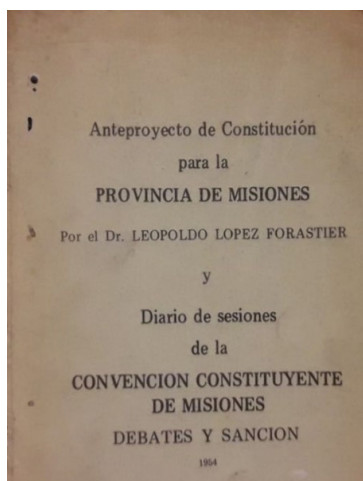 Anteproyecto de Constitución
para la
PROVINCIA DE MISIONES
Por el Dr. LEOPOLDO LOPEZ FORASTIER
y
Diario de sesiones
de la
CONVENCION CONSTITUYENTE
DE MISIONES
DEBATES Y SANCION
1954